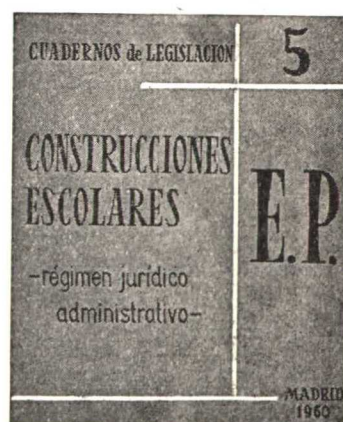 CUADERNOS de LEGISLACION
5
CONSTRUCCIONES
ESCOLARES
E.P.
-régimen jurídico
administrativo-
MADRID
1960